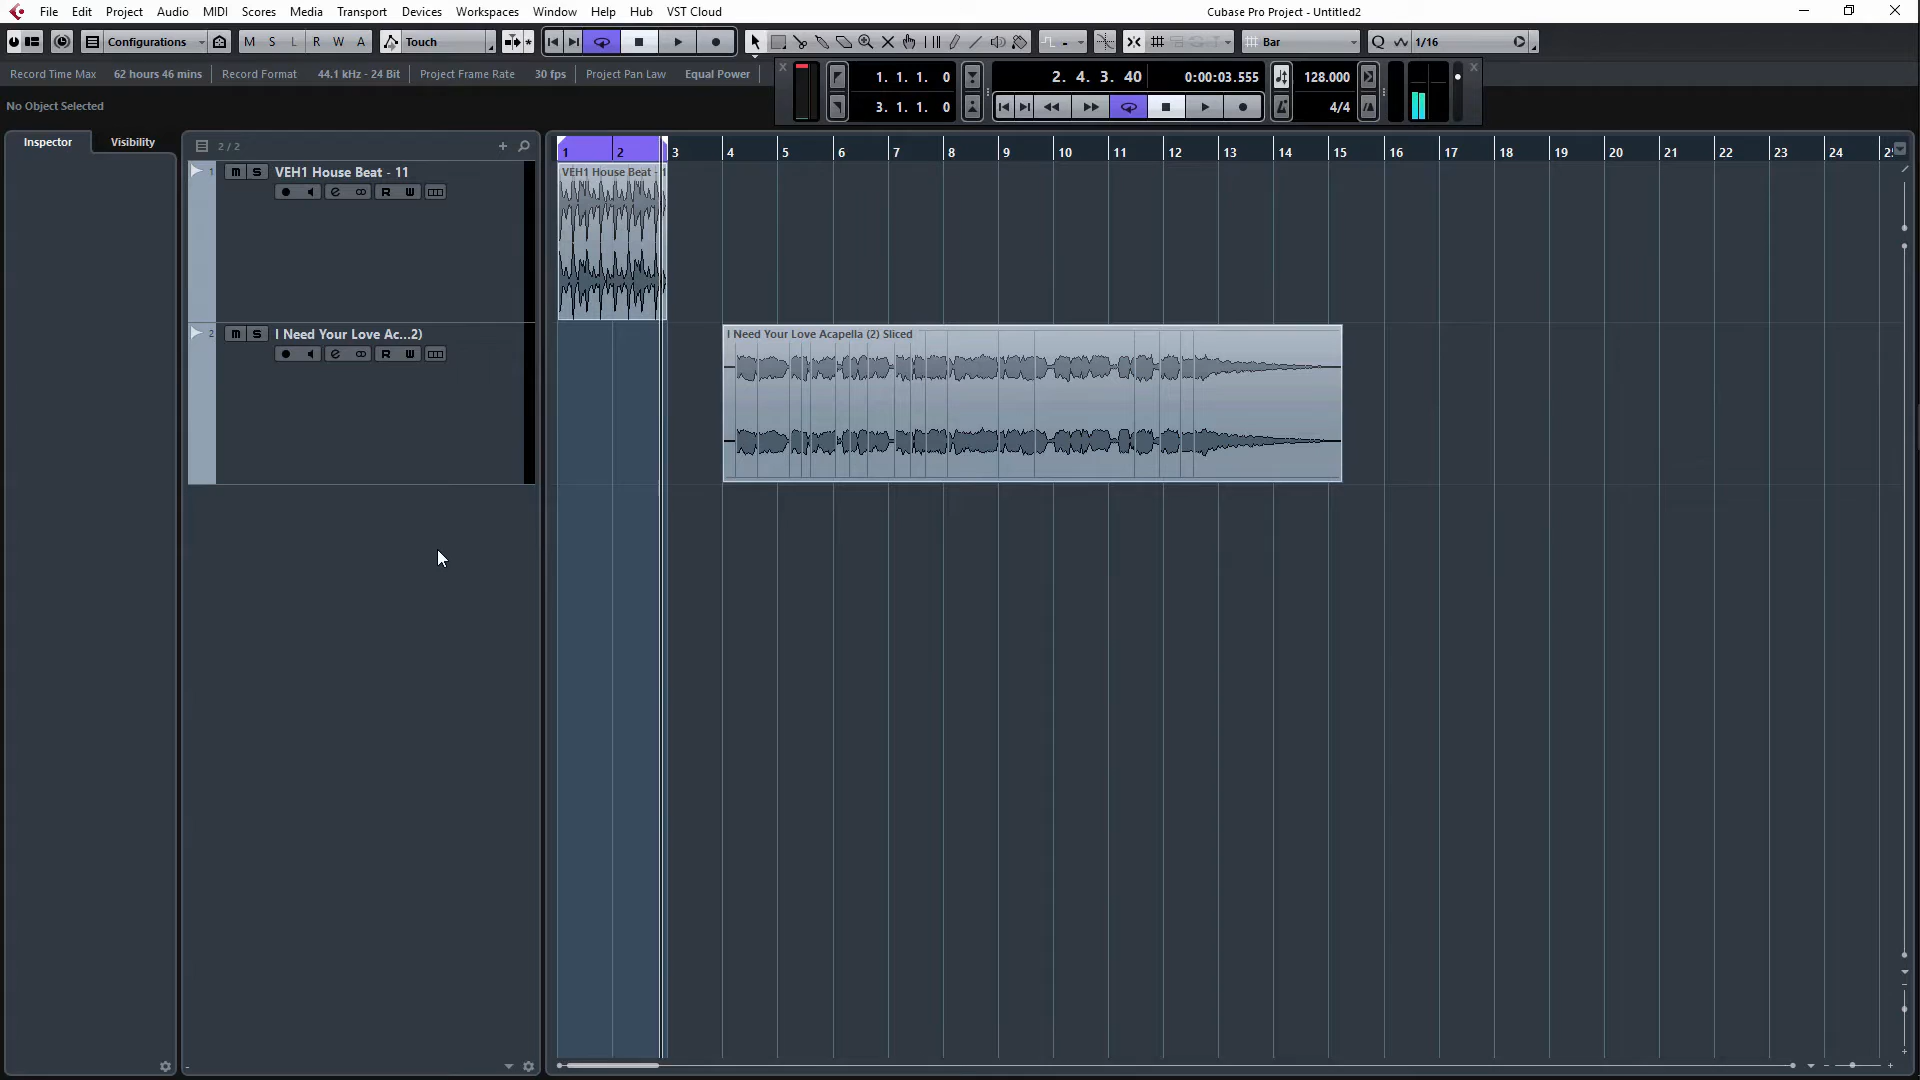 File Edit Project Audio MIDI Scores Media Transport Devices Workspaces Window Help Hub VST Cloud Cubase Pro Project - Untitled2
Configurations M S L R W A Touch Bar Q 1/16
Record Time Max 62 hours 46 mins Record Format 44.1 kHz - 24 Bit Project Frame Rate 30 fps Project Pan Law Equal Power
1. 1. 1. 0 2. 4. 3. 40 0:00:03.555 128.000
3. 1. 1. 0 4/4
No Object Selected
Inspector Visibility 2 / 2
1 2 3 4 5 6 7 8 9 10 11 12 13 14 15 16 17 18 19 20 21 22 23 24
1 m S VEH1 House Beat - 11
R W
VEH1 House Beat - 1
2 m S I Need Your Love Ac...2)
R W
I Need Your Love Acapella (2) Sliced